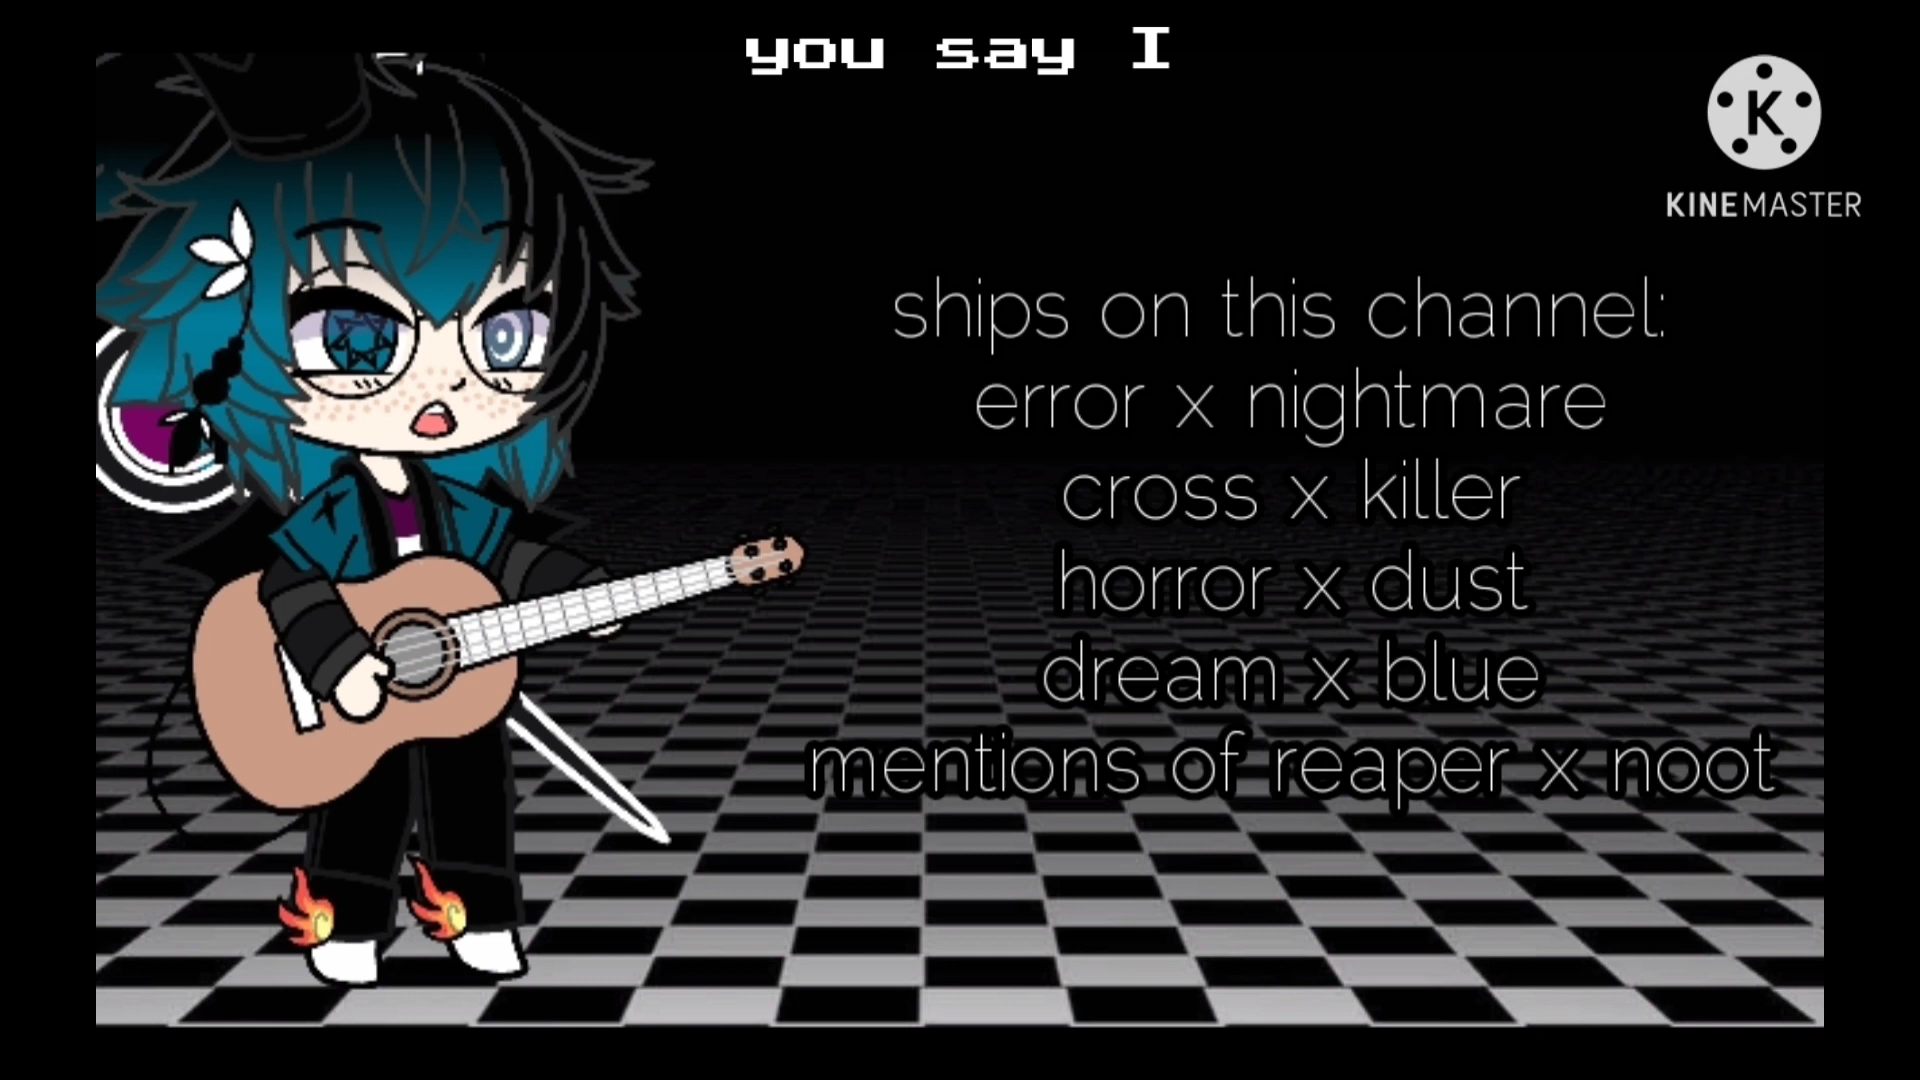 you say I
K
KINEMASTER
ships on this channel:
error x nightmare
cross x killer
horror x dust
dream x blue
mentions of reaper x noot